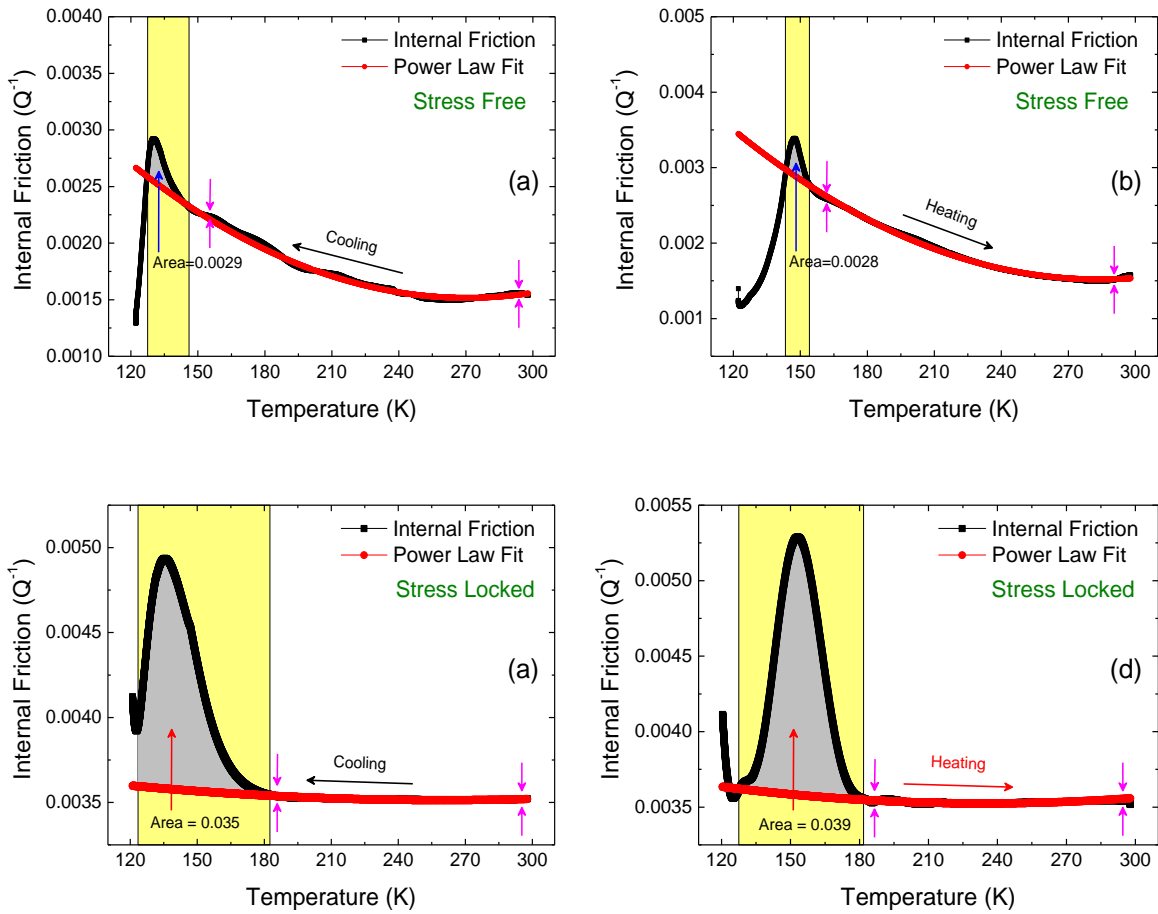 0.0040
0.0035
0.0030
0.0025
0.0020
0.0015
0.0010
Internal Friction (Q⁻¹)
Internal Friction
Power Law Fit
Stress Free
(a)
Cooling
Area=0.0029
120 150 180 210 240 270 300
Temperature (K)
0.005
0.004
0.003
0.002
0.001
Internal Friction (Q⁻¹)
Internal Friction
Power Law Fit
Stress Free
(b)
Heating
Area=0.0028
120 150 180 210 240 270 300
Temperature (K)
0.0050
0.0045
0.0040
0.0035
Internal Friction (Q⁻¹)
Internal Friction
Power Law Fit
Stress Locked
(a)
Cooling
Area = 0.035
120 150 180 210 240 270 300
Temperature (K)
0.0055
0.0050
0.0045
0.0040
0.0035
Internal Friction (Q⁻¹)
Internal Friction
Power Law Fit
Stress Locked
(d)
Heating
Area = 0.039
120 150 180 210 240 270 300
Temperature (K)